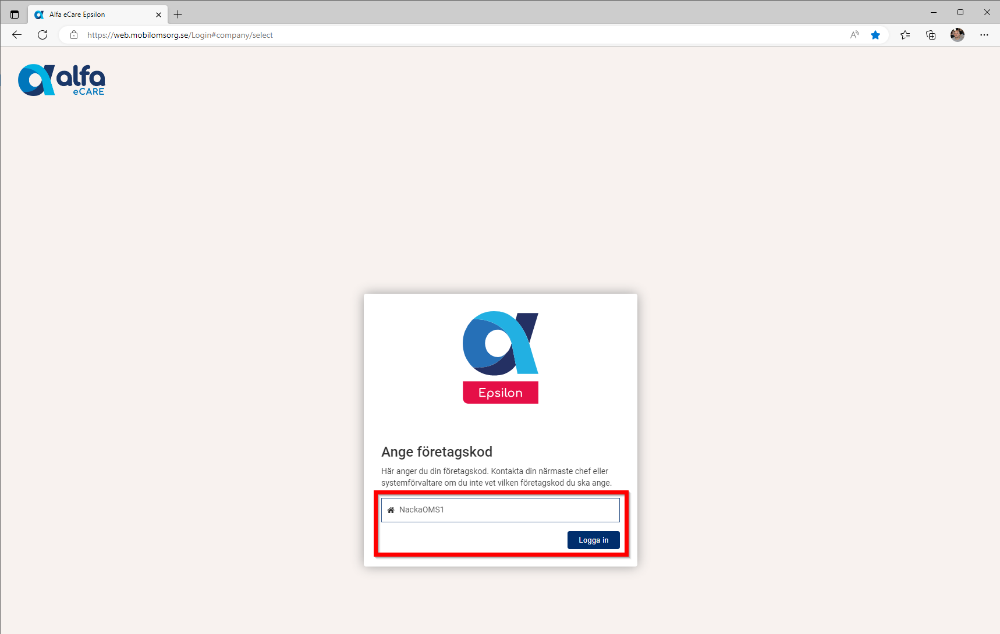 Alfa eCare Epsilon
https://web.mobilomsorg.se/Login#company/select
alfa
eCARE
Epsilon
Ange företagskod
Här anger du din företagskod. Kontakta din närmaste chef eller
systemförvaltare om du inte vet vilken företagskod du ska ange.
NackaOMS1
Logga in